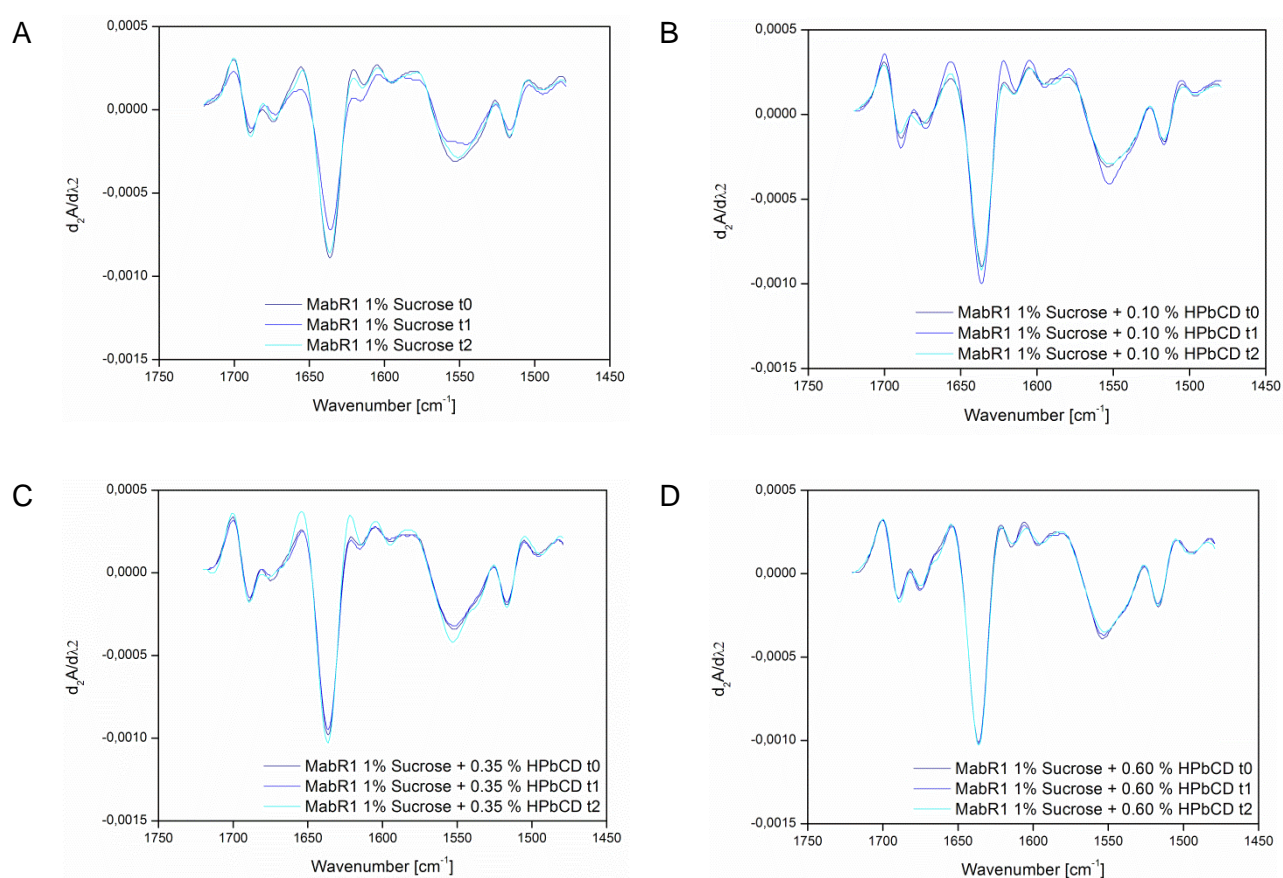 A
0,0005
0,0000
-0,0005
-0,0010
-0,0015
d₂A/dλ2
MabR1 1% Sucrose t0
MabR1 1% Sucrose t1
MabR1 1% Sucrose t2
1750 1700 1650 1600 1550 1500 1450
Wavenumber [cm⁻¹]
B
0,0005
0,0000
-0,0005
-0,0010
-0,0015
d₂A/dλ2
MabR1 1% Sucrose + 0.10 % HPbCD t0
MabR1 1% Sucrose + 0.10 % HPbCD t1
MabR1 1% Sucrose + 0.10 % HPbCD t2
1750 1700 1650 1600 1550 1500 1450
Wavenumber [cm⁻¹]
C
0,0005
0,0000
-0,0005
-0,0010
-0,0015
d₂A/dλ2
MabR1 1% Sucrose + 0.35 % HPbCD t0
MabR1 1% Sucrose + 0.35 % HPbCD t1
MabR1 1% Sucrose + 0.35 % HPbCD t2
1750 1700 1650 1600 1550 1500 1450
Wavenumber [cm⁻¹]
D
0,0005
0,0000
-0,0005
-0,0010
-0,0015
d₂A/dλ2
MabR1 1% Sucrose + 0.60 % HPbCD t0
MabR1 1% Sucrose + 0.60 % HPbCD t1
MabR1 1% Sucrose + 0.60 % HPbCD t2
1750 1700 1650 1600 1550 1500 1450
Wavenumber [cm⁻¹]